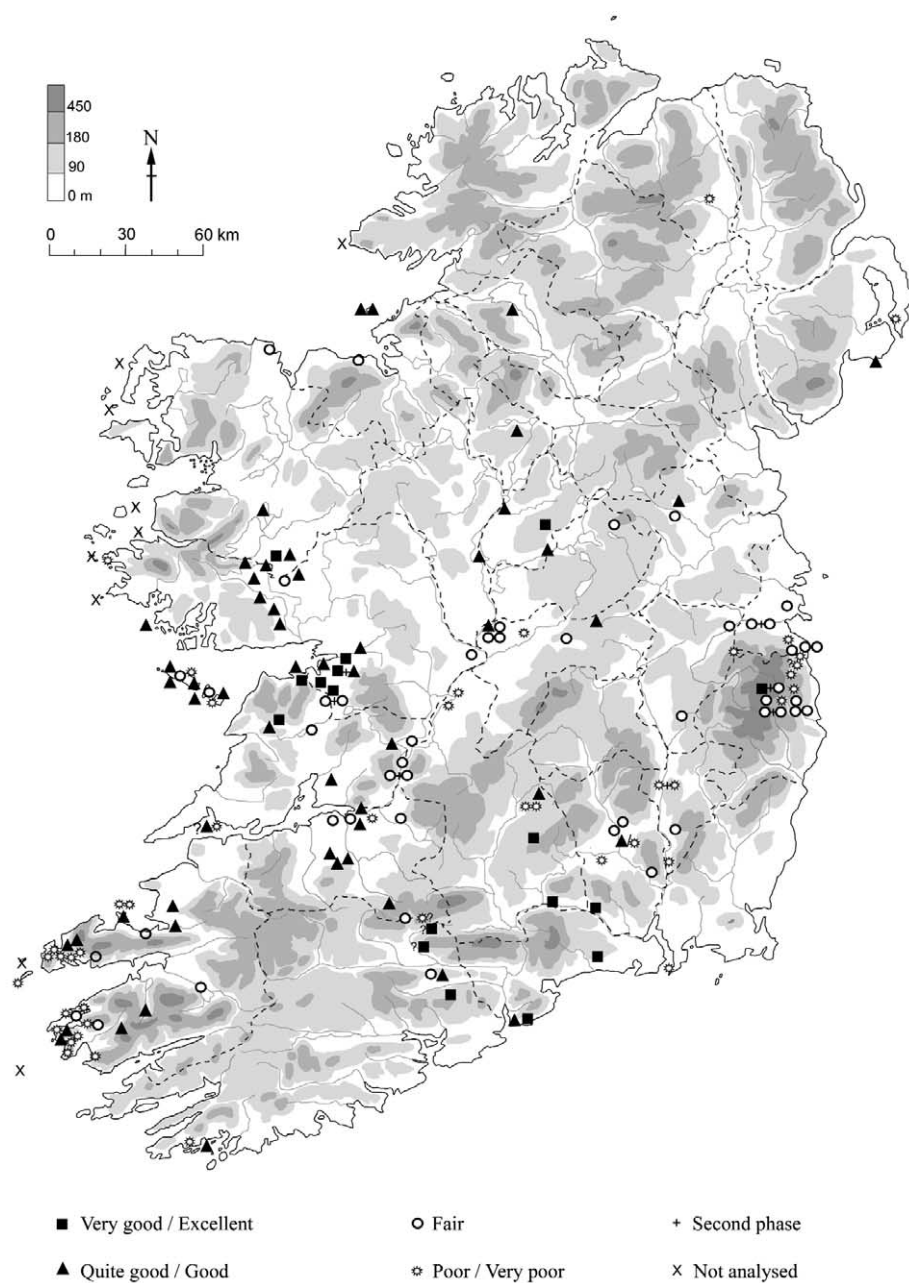 450
180
90
0 m
N
0 30 60 km
? 
?
Very good / Excellent
Fair
Second phase
Quite good / Good
Poor / Very poor
Not analysed